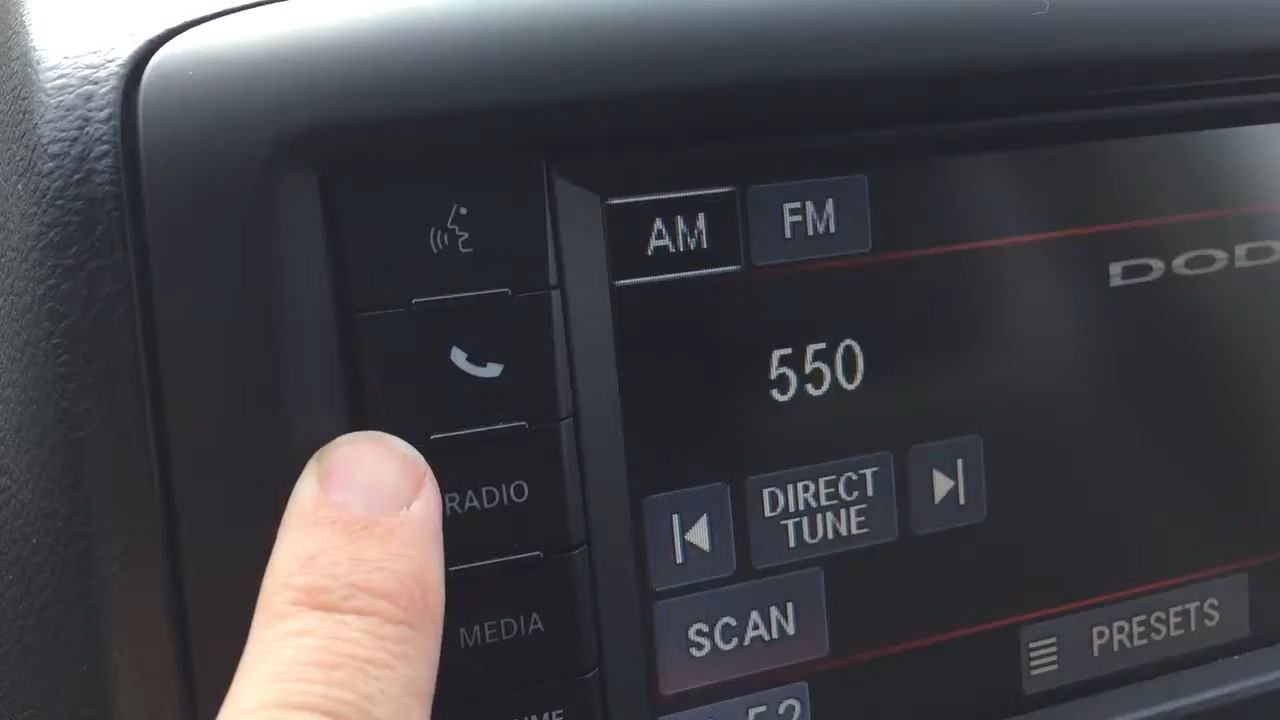 AM FM
DOD
550
RADIO
DIRECT
TUNE
MEDIA
SCAN
PRESETS